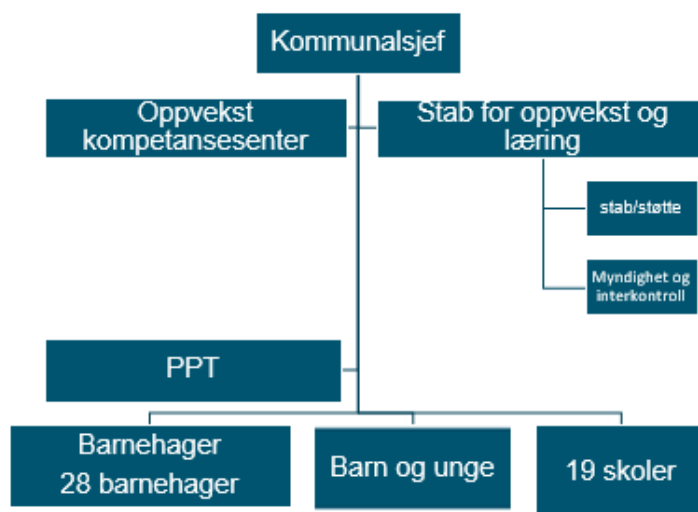 Kommunalsjef
Oppvekst
kompetansesenter
Stab for oppvekst og
læring
stab/støtte
Myndighet og
interkontroll
PPT
Barnehager
28 barnehager
Barn og unge
19 skoler